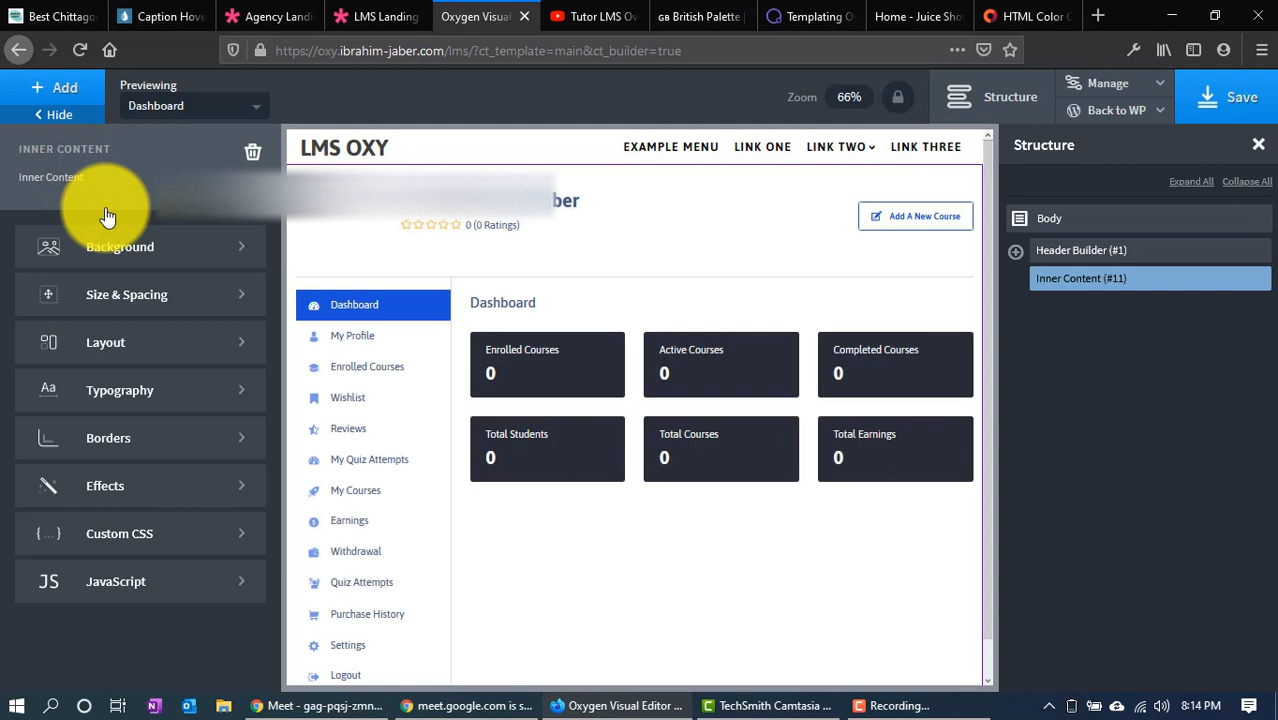 Best Chittagon
Caption Hove
Agency Landi
LMS Landing
Oxygen Visual
Tutor LMS Ov
GB British Palette |
Templating Ov
Home - Juice Sho
HTML Color C
https://oxy.ibrahim-jaber.com/lms/?ct_template=main&ct_builder=true
+ Add
< Hide
Previewing
Dashboard
Zoom
66%
Structure
Manage
Back to WP
Save
INNER CONTENT
Inner Content
Background
Size & Spacing
Layout
Aa
Typography
Borders
Effects
{...}
Custom CSS
JS
JavaScript
LMS OXY
EXAMPLE MENU
LINK ONE
LINK TWO
LINK THREE
ber
0 (0 Ratings)
Add A New Course
Dashboard
My Profile
Enrolled Courses
Wishlist
Reviews
My Quiz Attempts
My Courses
Earnings
Withdrawal
Quiz Attempts
Purchase History
Settings
Logout
Dashboard
Enrolled Courses
0
Active Courses
0
Completed Courses
0
Total Students
0
Total Courses
0
Total Earnings
0
Structure
Expand All
Collapse All
Body
Header Builder (#1)
Inner Content (#11)
Meet - gag-pqsj-zmn...
meet.google.com is s...
Oxygen Visual Editor ...
TechSmith Camtasia ...
Recording...
8:14 PM